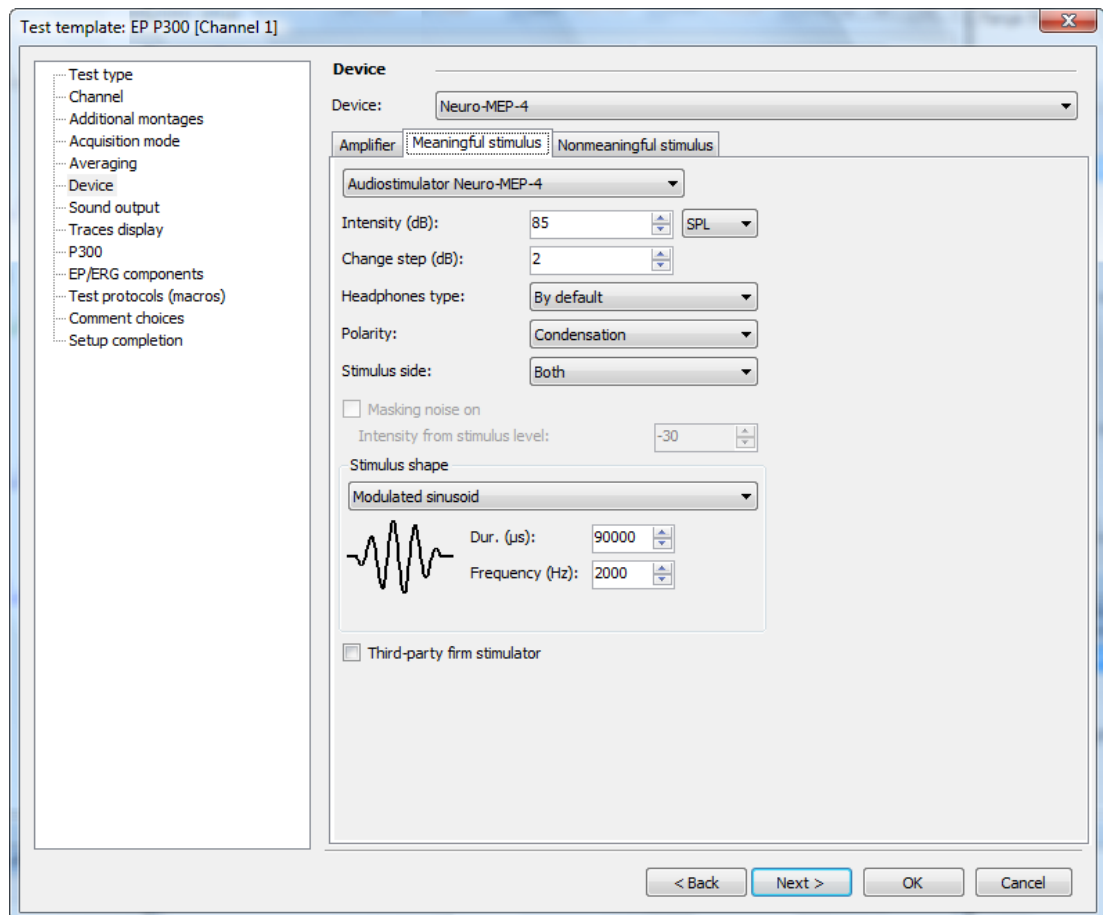 Test template: EP P300 [Channel 1]
Test type
Channel
Additional montages
Acquisition mode
Averaging
Device
Sound output
Traces display
P300
EP/ERG components
Test protocols (macros)
Comment choices
Setup completion
Device
Device: Neuro-MEP-4
Amplifier Meaningful stimulus Nonmeaningful stimulus
Audiostimulator Neuro-MEP-4
Intensity (dB): 85 SPL
Change step (dB): 2
Headphones type: By default
Polarity: Condensation
Stimulus side: Both
Masking noise on
Intensity from stimulus level: -30
Stimulus shape
Modulated sinusoid
Dur. (μs): 90000
Frequency (Hz): 2000
Third-party firm stimulator
< Back Next > OK Cancel